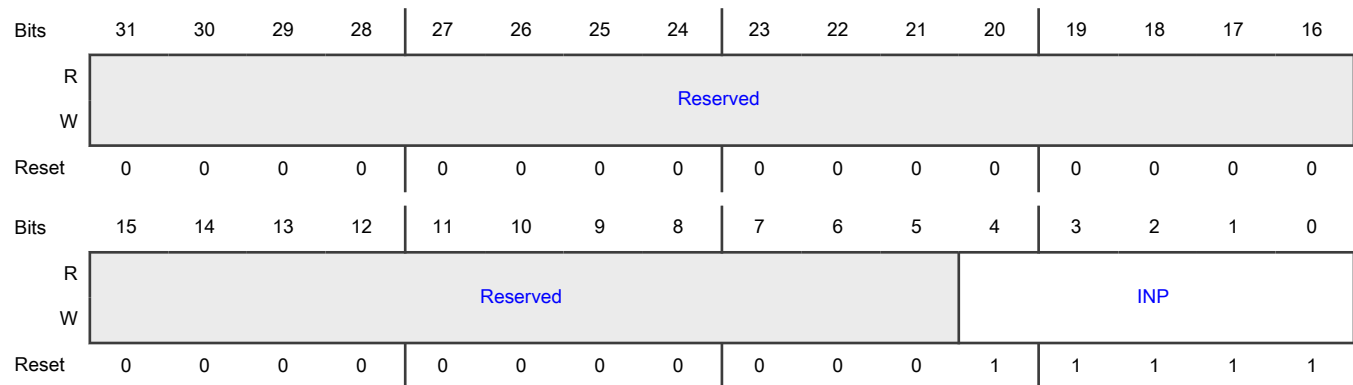 Bits 31 30 29 28 27 26 25 24 23 22 21 20 19 18 17 16
R
Reserved
W
Reset 0 0 0 0 0 0 0 0 0 0 0 0 0 0 0 0
Bits 15 14 13 12 11 10 9 8 7 6 5 4 3 2 1 0
R
Reserved INP
W
Reset 0 0 0 0 0 0 0 0 0 0 0 1 1 1 1 1